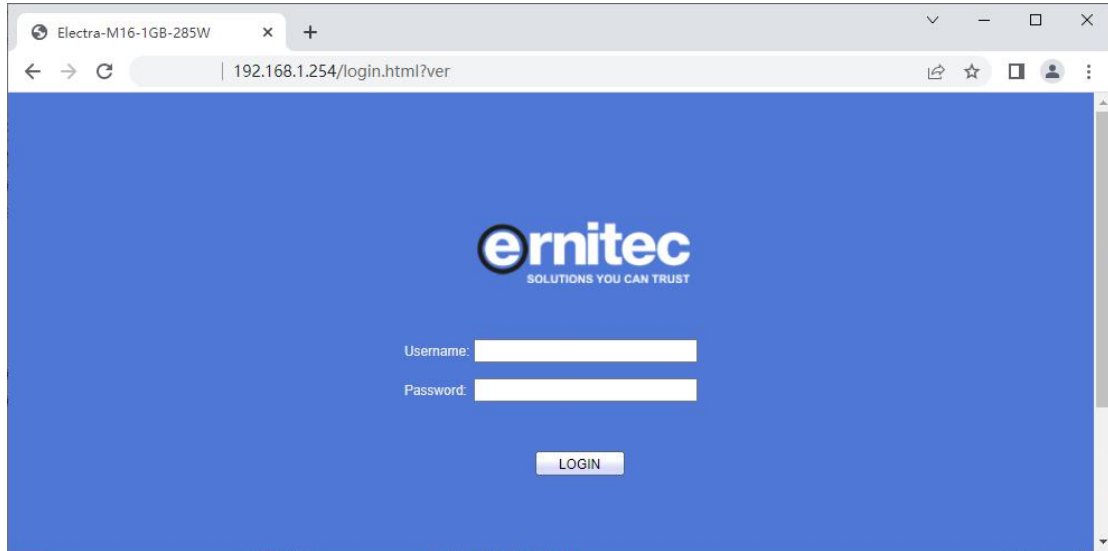 Electra-M16-1GB-285W
192.168.1.254/login.html?ver
ernitec
SOLUTIONS YOU CAN TRUST
Username:
Password:
LOGIN